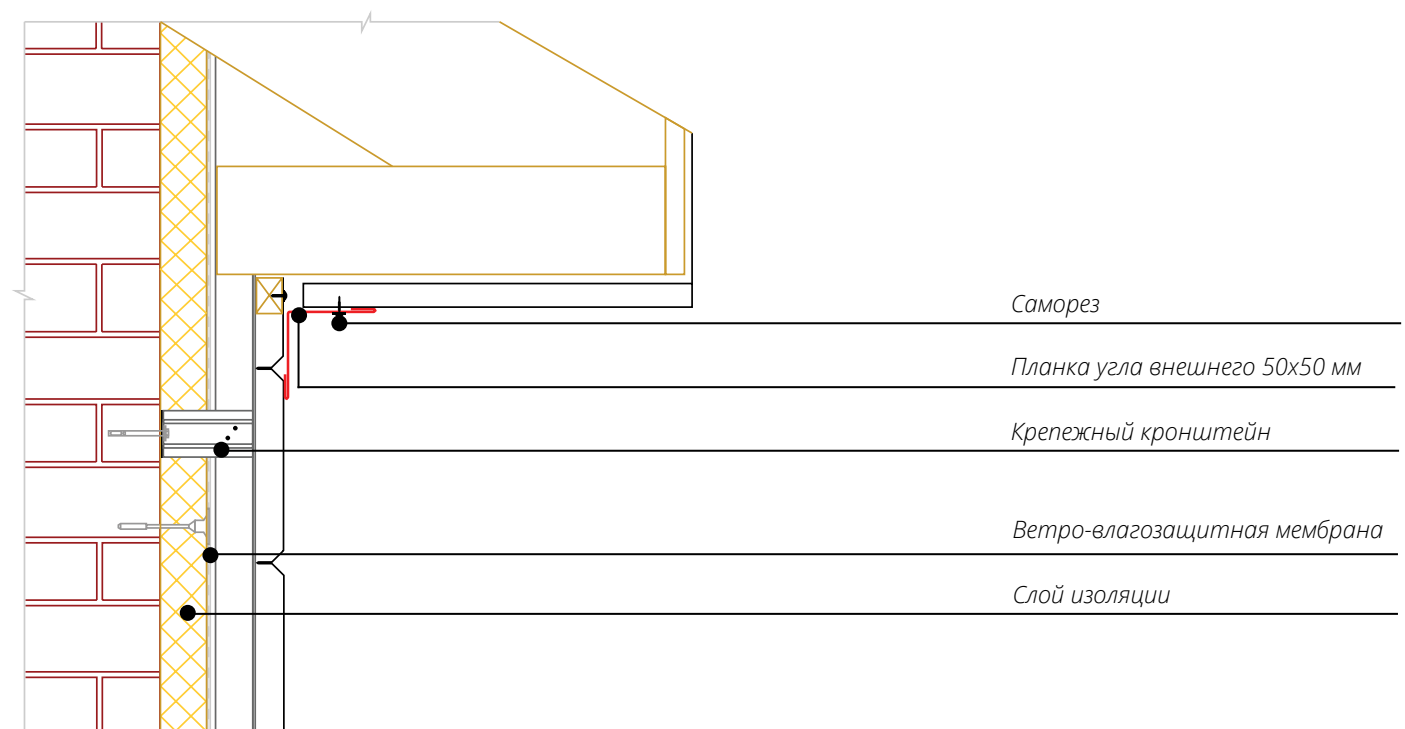 Саморез
Планка угла внешнего 50х50 мм
Крепежный кронштейн
Ветро-влагозащитная мембрана
Слой изоляции